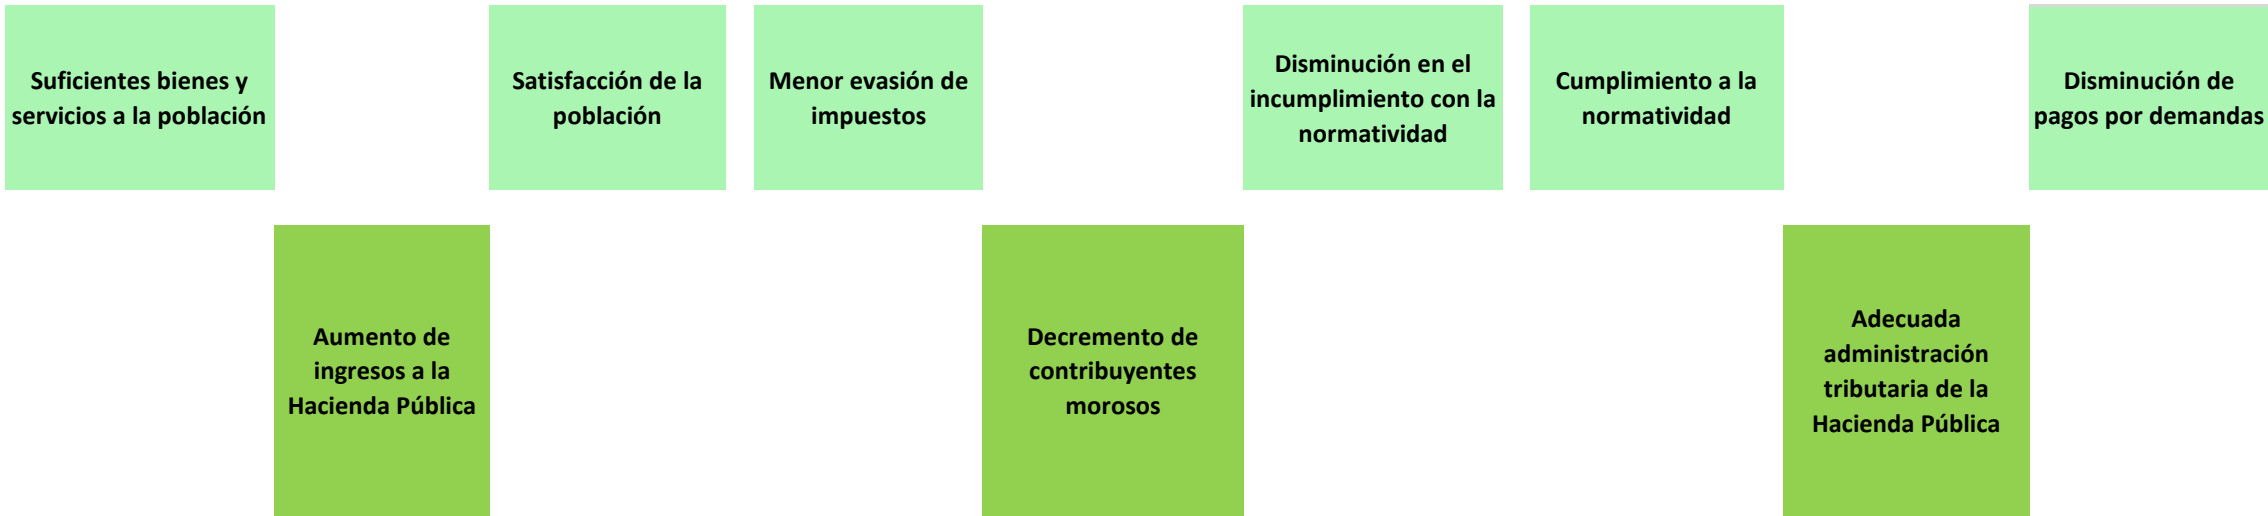 Suficientes bienes y
servicios a la población
Satisfacción de la
población
Menor evasión de
impuestos
Disminución en el
incumplimiento con la
normatividad
Cumplimiento a la
normatividad
Disminución de
pagos por demandas
Aumento de
ingresos a la
Hacienda Pública
Decremento de
contribuyentes
morosos
Adecuada
administración
tributaria de la
Hacienda Pública